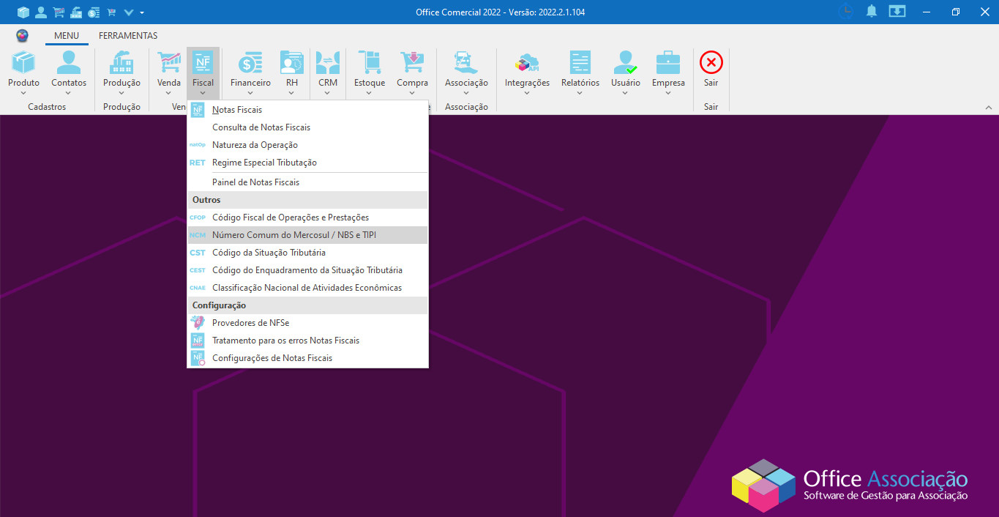 Office Comercial 2022 - Versão: 2022.2.1.104
MENU FERRAMENTAS
Produto Contatos Produção Venda Fiscal Financeiro RH CRM Estoque Compra Associação Integrações Relatórios Usuário Empresa Sair
NF
API
Cadastros Produção Ven e Associação Sair
NF Notas Fiscais
Consulta de Notas Fiscais
natOp Natureza da Operação
RET Regime Especial Tributação
Painel de Notas Fiscais
Outros
CFOP Código Fiscal de Operações e Prestações
NCM Número Comum do Mercosul / NBS e TIPI
CST Código da Situação Tributária
CEST Código do Enquadramento da Situação Tributária
CNAE Classificação Nacional de Atividades Econômicas
Configuração
Provedores de NFSe
NF Tratamento para os erros Notas Fiscais
NF Configurações de Notas Fiscais
Office Associação
Software de Gestão para Associação